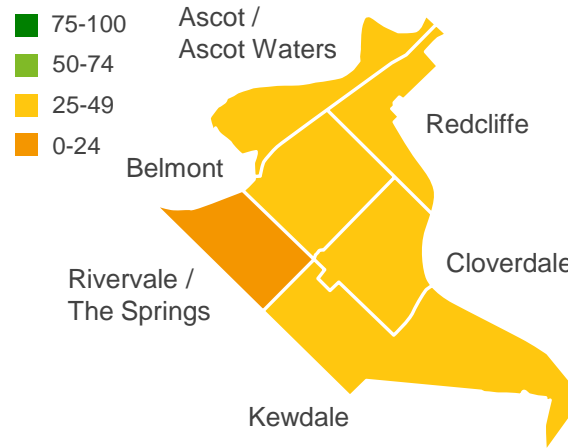 75-100
50-74
25-49
0-24
Ascot /
Ascot Waters
Redcliffe
Belmont
Cloverdale
Rivervale /
The Springs
Kewdale